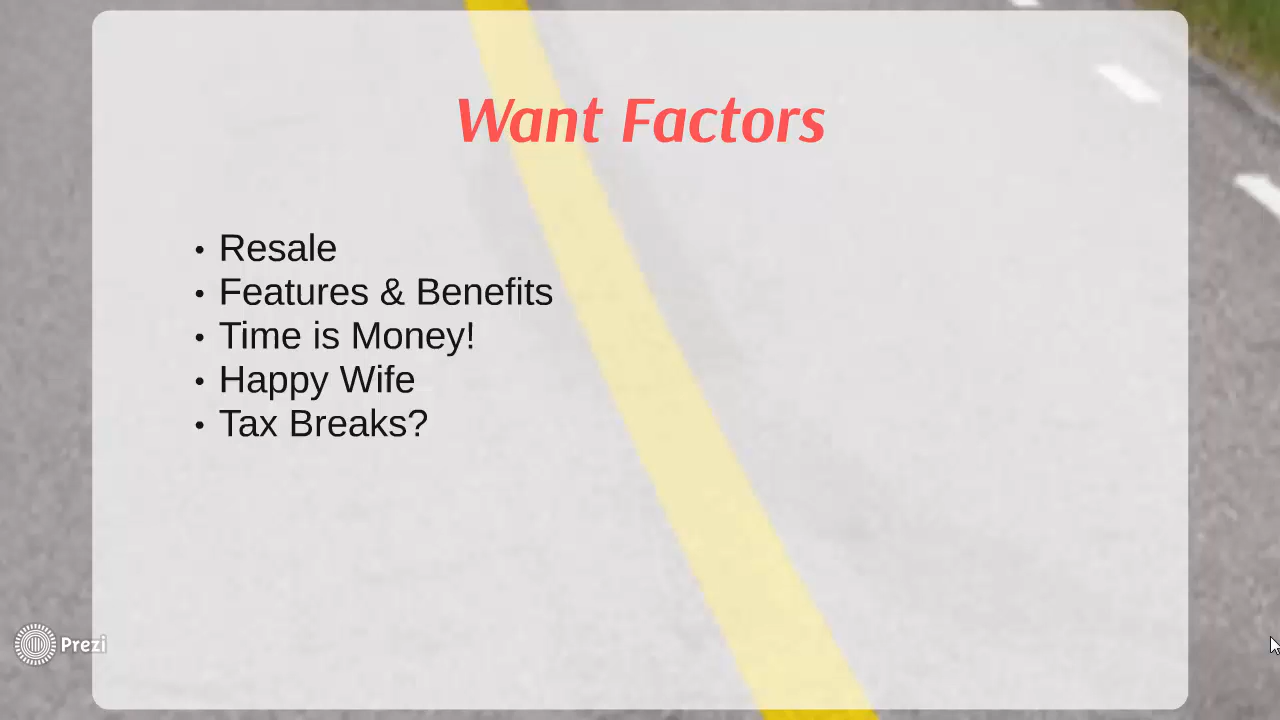 Want Factors
• Resale
• Features & Benefits
• Time is Money!
• Happy Wife
• Tax Breaks?
Prezi